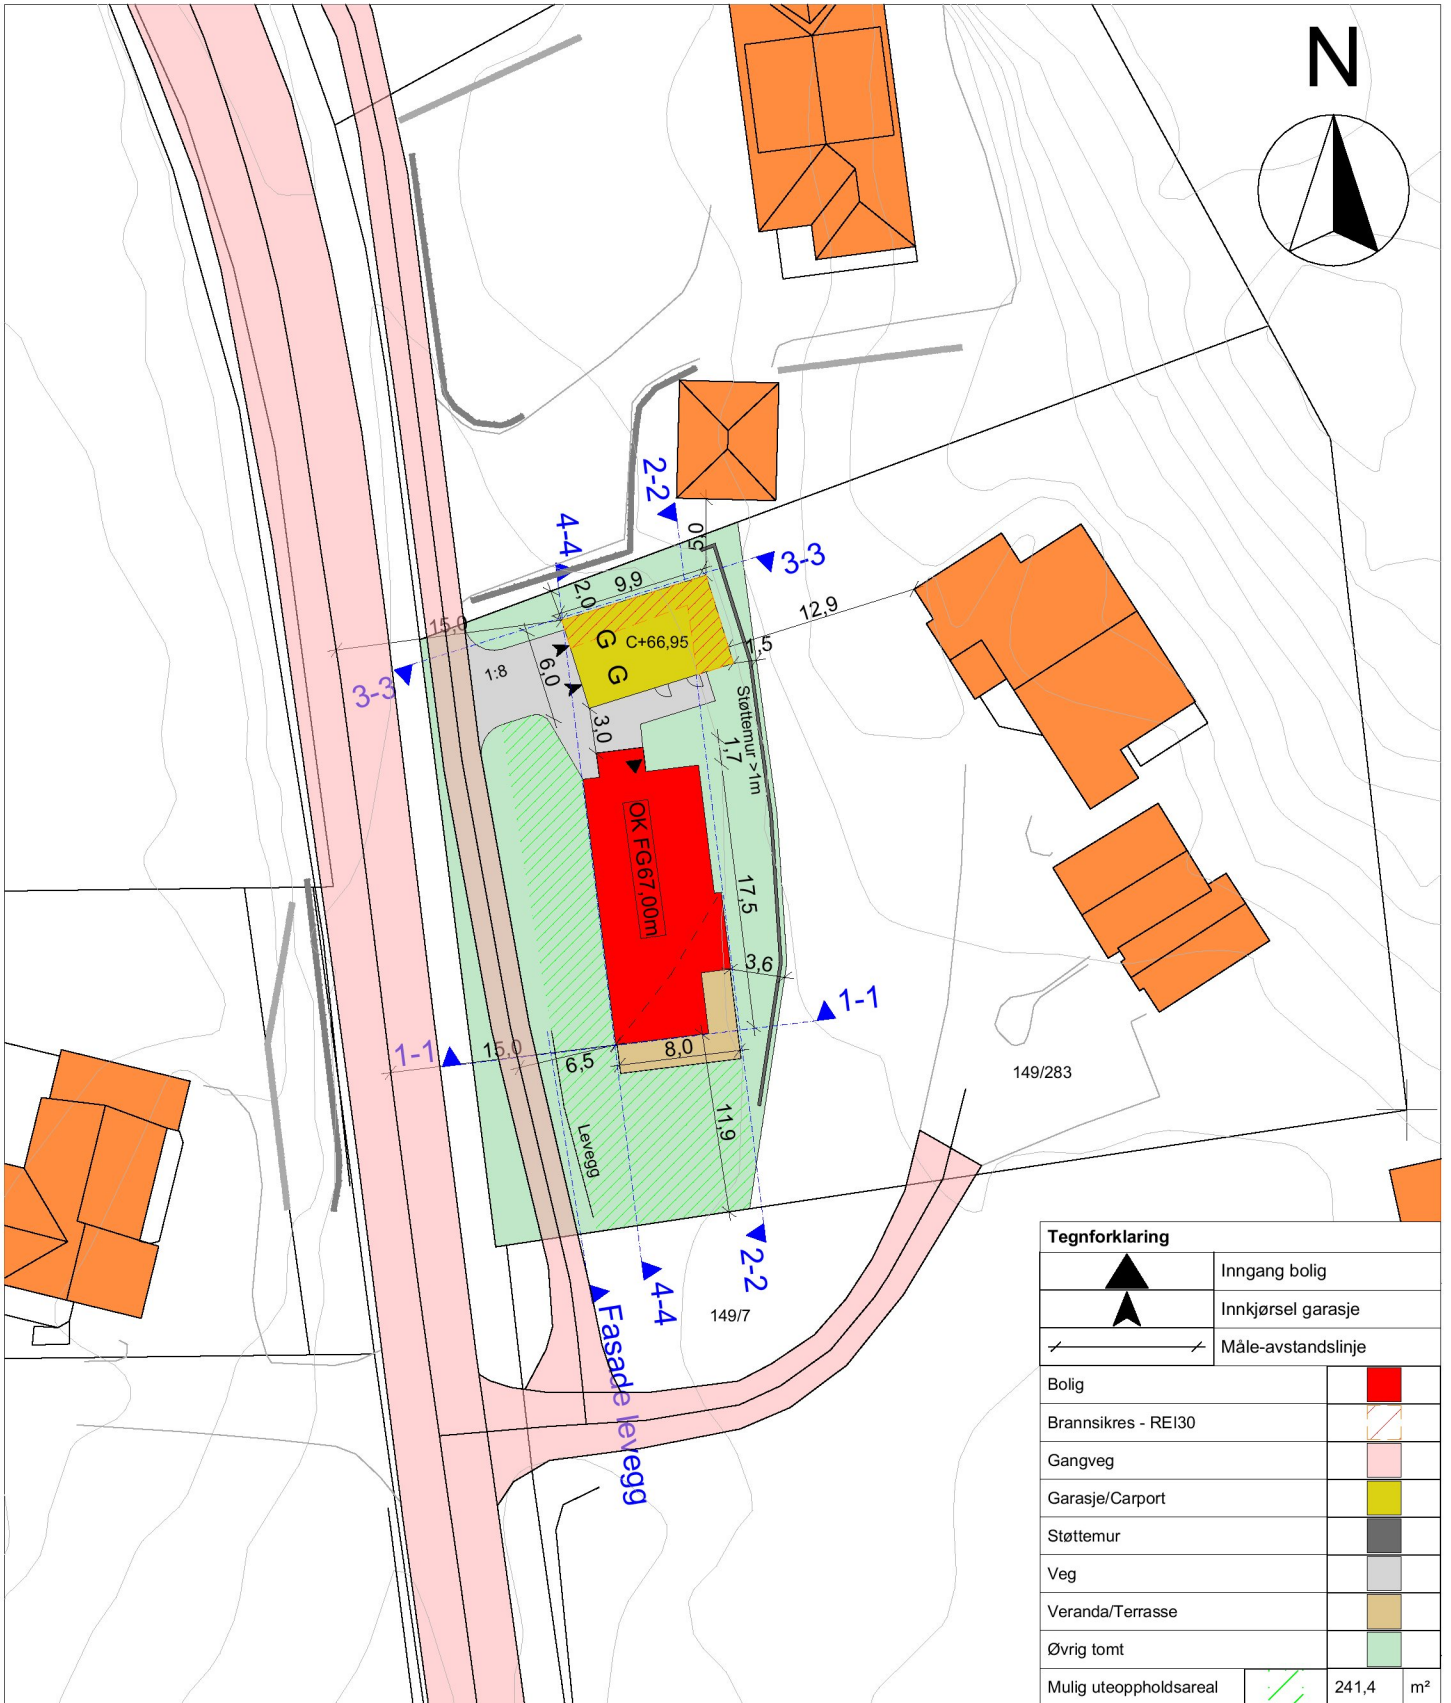 N
2-2
4-4
5,0
3-3
9,9
2,0
12,9
15,0
G
C+66,95
1,5
1:8
6,0
G
3-3
Støttemur >1m
3,0
1,7
OK FG67,00m
17,5
3,6
1-1
1-1
15,0
6,5
8,0
149/283
11,9
Levegg
2-2
4-4
149/7
Fasade levegg
Tegnforklaring
Inngang bolig
Innkjørsel garasje
Måle-avstandslinje
Bolig
Brannsikres - REI30
Gangveg
Garasje/Carport
Støttemur
Veg
Veranda/Terrasse
Øvrig tomt
Mulig uteoppholdsareal 241,4 m²